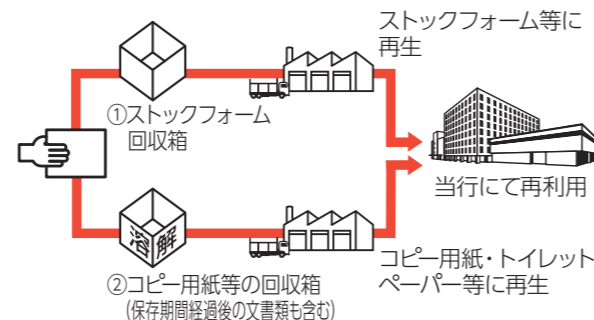 ストックフォーム等に
再生
①ストックフォーム
回収箱
当行にて再利用
溶解
②コピー用紙等の回収箱
(保存期間経過後の文書類も含む)
コピー用紙・トイレット
ペーパー等に再生